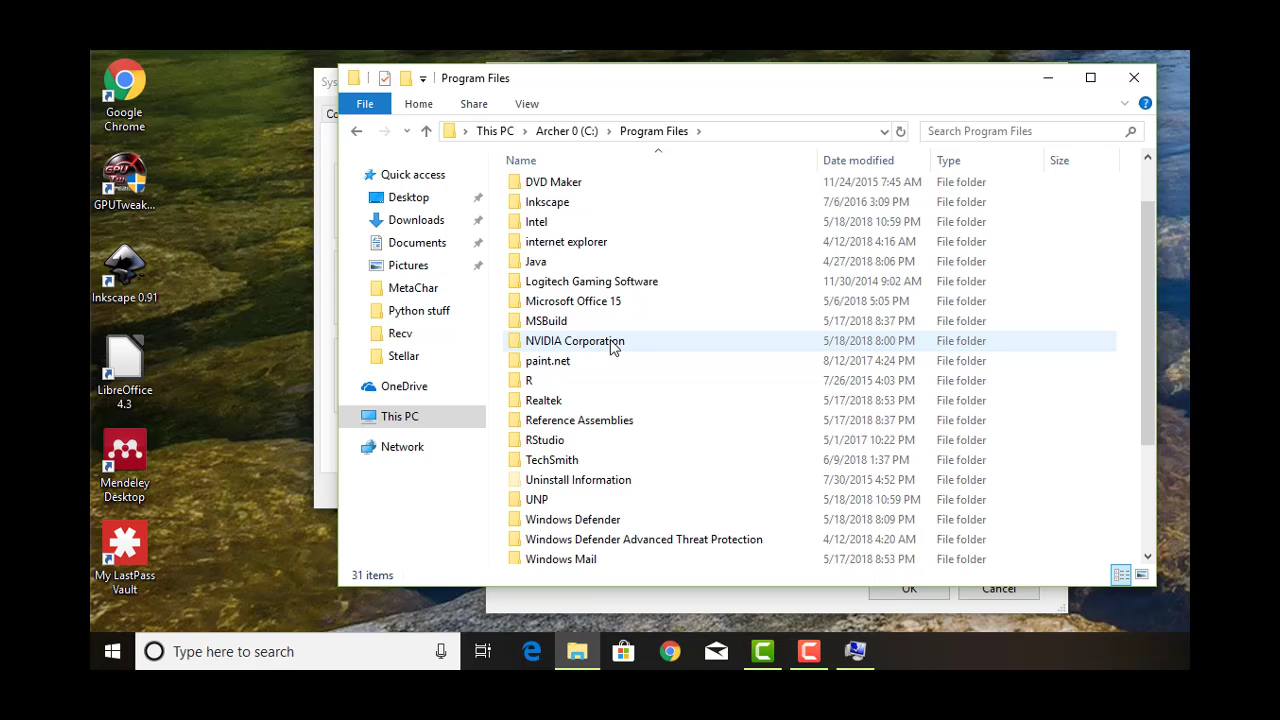 Google
Chrome
GPUTweak...
Inkscape 0.91
LibreOffice
4.3
Mendeley
Desktop
My LastPass
Vault
Sys
Co
Program Files
File Home Share View
This PC > Archer 0 (C:) > Program Files >
Search Program Files
Quick access
Desktop
Downloads
Documents
Pictures
MetaChar
Python stuff
Recv
Stellar
OneDrive
This PC
Network
Name Date modified Type Size
DVD Maker 11/24/2015 7:45 AM File folder
Inkscape 7/6/2016 3:09 PM File folder
Intel 5/18/2018 10:59 PM File folder
internet explorer 4/12/2018 4:16 AM File folder
Java 4/27/2018 8:06 PM File folder
Logitech Gaming Software 11/30/2014 9:02 AM File folder
Microsoft Office 15 5/6/2018 5:05 PM File folder
MSBuild 5/17/2018 8:37 PM File folder
NVIDIA Corporation 5/18/2018 8:00 PM File folder
paint.net 8/12/2017 4:24 PM File folder
R 7/26/2015 4:03 PM File folder
Realtek 5/17/2018 8:53 PM File folder
Reference Assemblies 5/17/2018 8:37 PM File folder
RStudio 5/1/2017 10:22 PM File folder
TechSmith 6/9/2018 1:37 PM File folder
Uninstall Information 7/30/2015 4:52 PM File folder
UNP 5/18/2018 10:59 PM File folder
Windows Defender 5/18/2018 8:09 PM File folder
Windows Defender Advanced Threat Protection 4/12/2018 4:20 AM File folder
Windows Mail 5/17/2018 8:53 PM File folder
31 items
OK Cancel
Type here to search